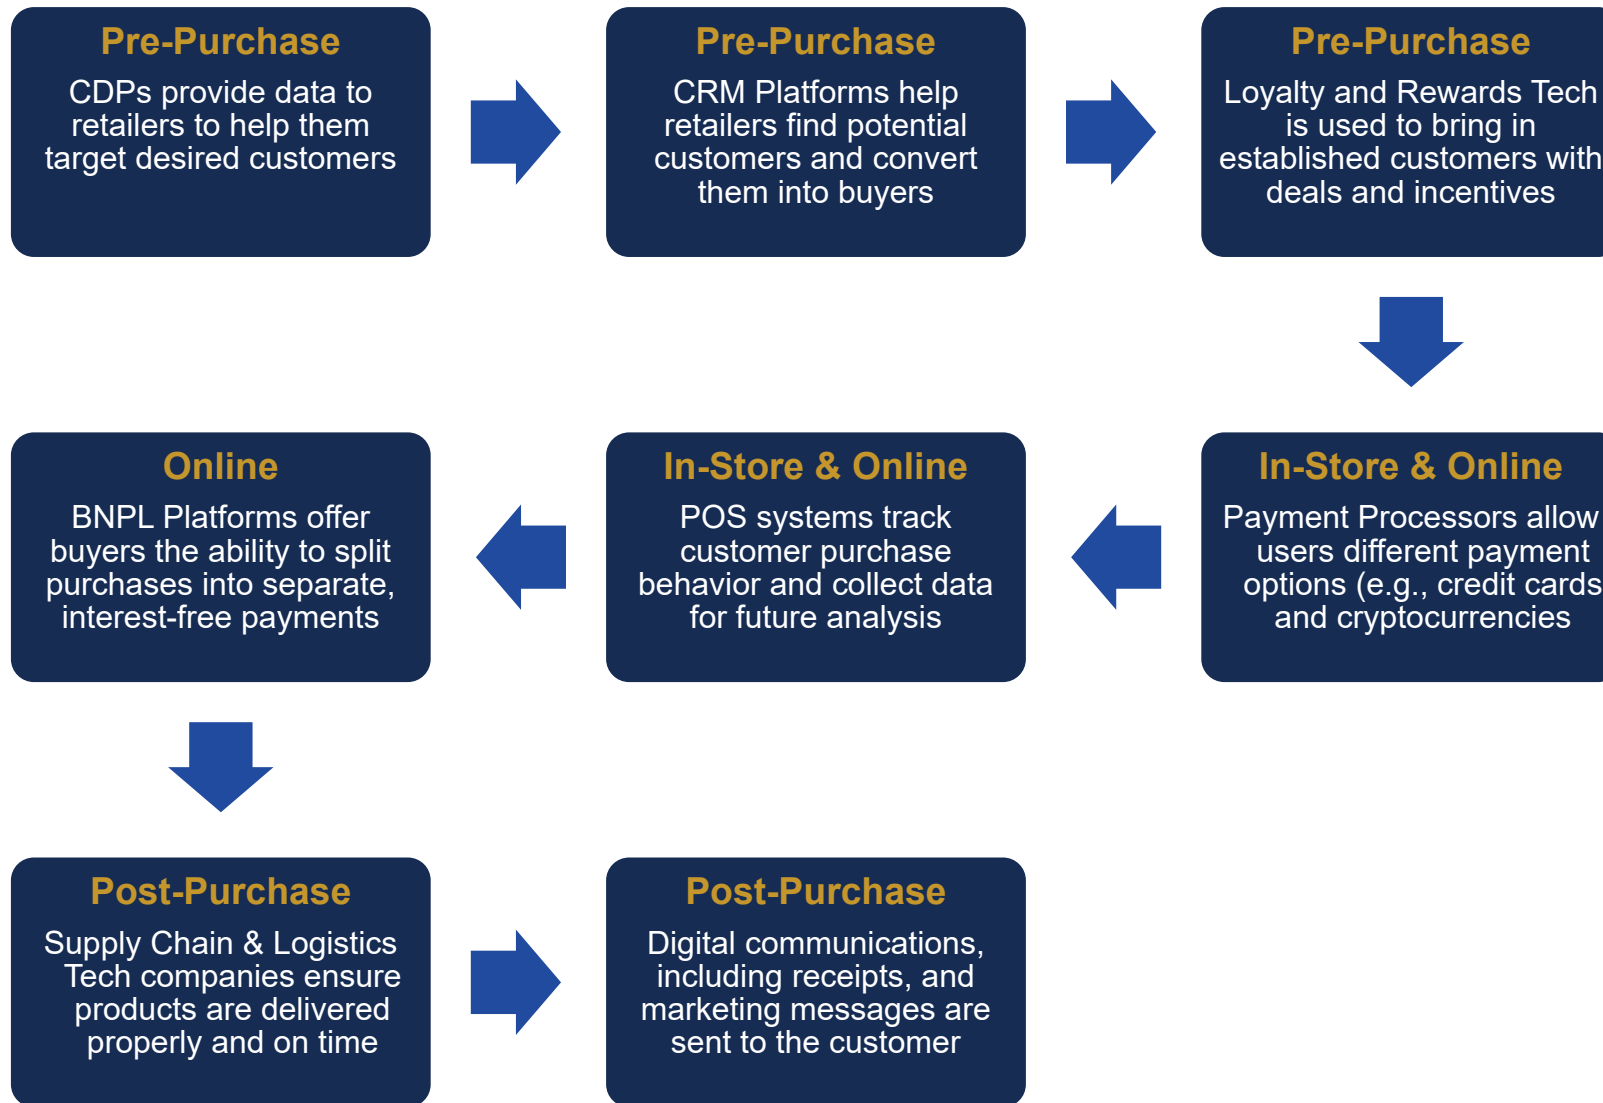 Pre-Purchase
CDPs provide data to
retailers to help them
target desired customers
Pre-Purchase
CRM Platforms help
retailers find potential
customers and convert
them into buyers
Pre-Purchase
Loyalty and Rewards Tech
is used to bring in
established customers with
deals and incentives
In-Store & Online
Payment Processors allow
users different payment
options (e.g., credit cards
and cryptocurrencies
In-Store & Online
POS systems track
customer purchase
behavior and collect data
for future analysis
Online
BNPL Platforms offer
buyers the ability to split
purchases into separate,
interest-free payments
Post-Purchase
Supply Chain & Logistics
Tech companies ensure
products are delivered
properly and on time
Post-Purchase
Digital communications,
including receipts, and
marketing messages are
sent to the customer